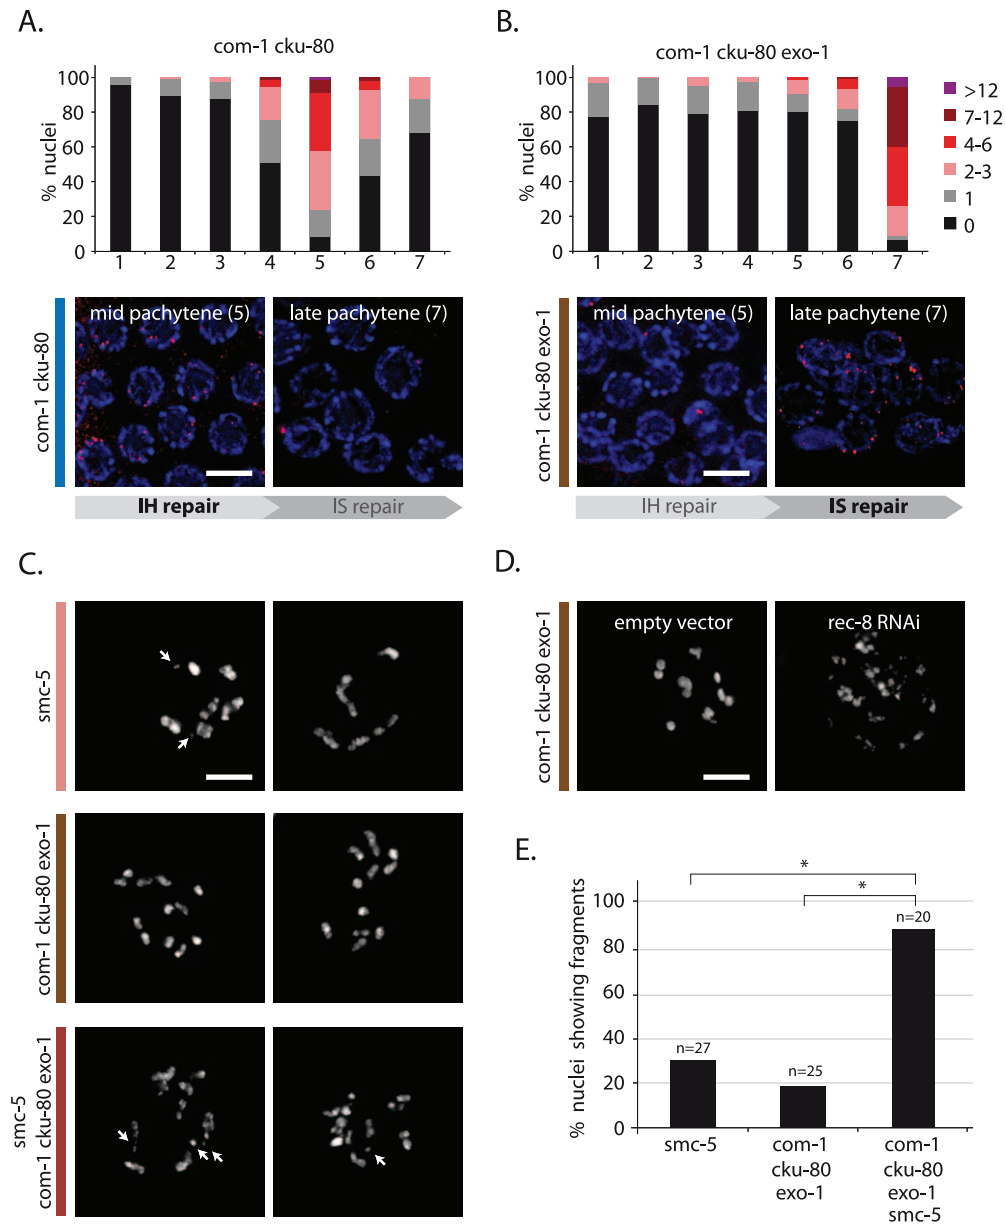 A.
com-1 cku-80
% nuclei
100
80
60
40
20
0
1 2 3 4 5 6 7
B.
com-1 cku-80 exo-1
% nuclei
100
80
60
40
20
0
1 2 3 4 5 6 7
>12
7-12
4-6
2-3
1
0
com-1 cku-80
mid pachytene (5)
late pachytene (7)
IH repair
IS repair
com-1 cku-80 exo-1
mid pachytene (5)
late pachytene (7)
IH repair
IS repair
C.
smc-5
com-1 cku-80 exo-1
smc-5
com-1 cku-80 exo-1
D.
com-1 cku-80 exo-1
empty vector
rec-8 RNAi
E.
% nuclei showing fragments
100
80
60
40
20
0
*
*
n=27
n=25
n=20
smc-5
com-1
cku-80
exo-1
com-1
cku-80
exo-1
smc-5